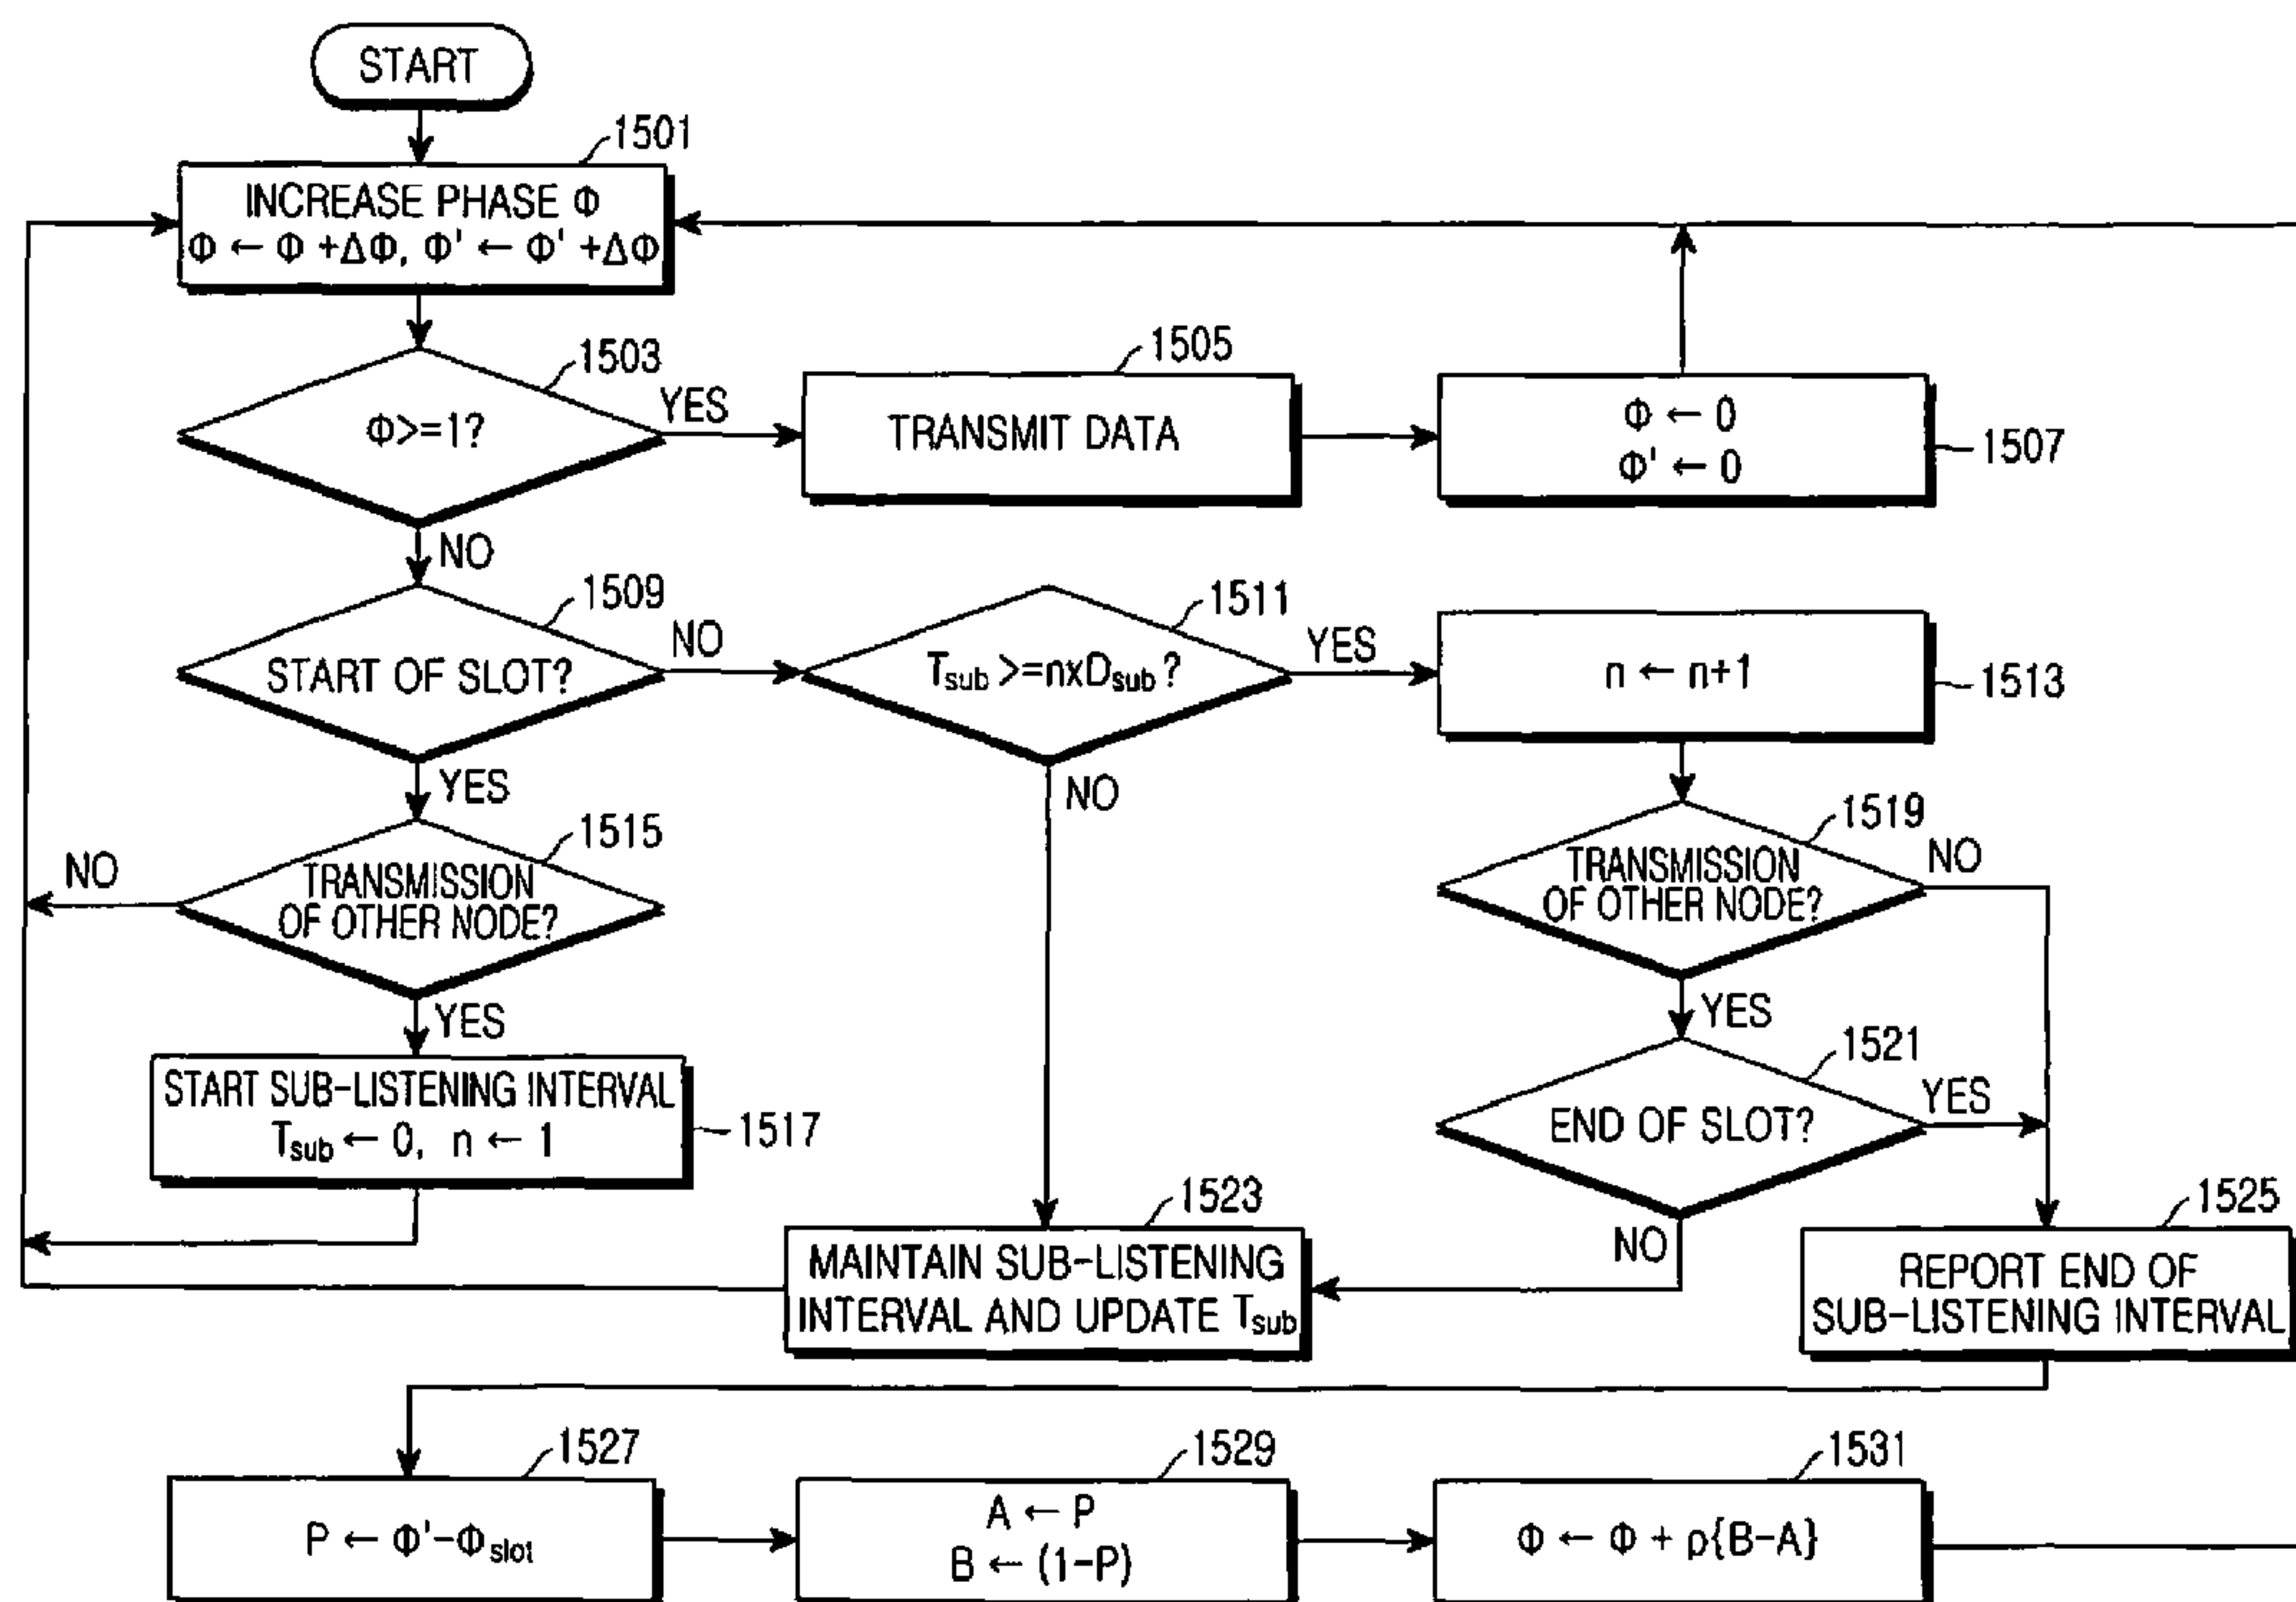 START
1501
INCREASE PHASE Φ
Φ ← Φ +ΔΦ, Φ' ← Φ' +ΔΦ
1503
Φ>=1?
YES
1505
TRANSMIT DATA
Φ ← 0
Φ' ← 0
1507
NO
1509
START OF SLOT?
NO
1511
Tsub >=nxDsub ?
YES
n ← n+1
1513
YES
NO
1515
TRANSMISSION
OF OTHER NODE?
NO
1519
TRANSMISSION
OF OTHER NODE?
NO
YES
START SUB-LISTENING INTERVAL
Tsub ← 0, n ← 1
1517
YES
1521
END OF SLOT?
YES
NO
1523
MAINTAIN SUB-LISTENING
INTERVAL AND UPDATE Tsub
1525
REPORT END OF
SUB-LISTENING INTERVAL
1527
P ← Φ'-Φslot
1529
A ← P
B ← (1-P)
1531
Φ ← Φ + ρ{B-A}